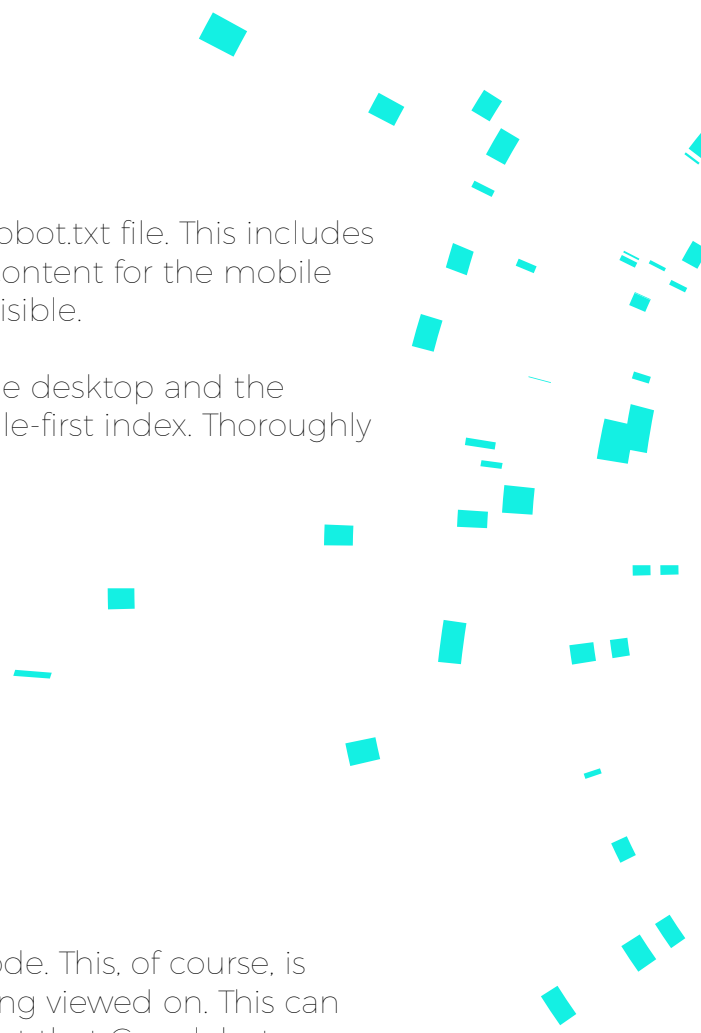 obot.txt file. This includes
ontent for the mobile
isible.
e desktop and the
le-first index. Thoroughly
ode. This, of course, is
ng viewed on. This can